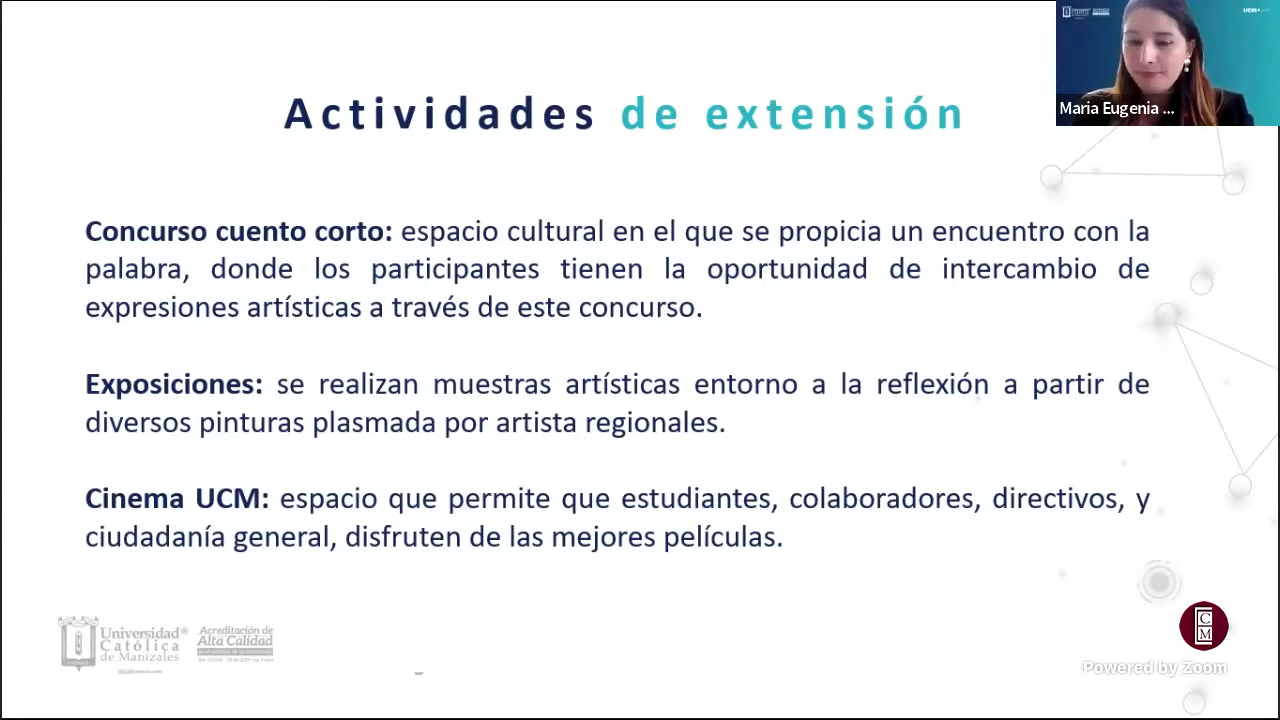 Actividades de extensión
Maria Eugenia ...
Concurso cuento corto: espacio cultural en el que se propicia un encuentro con la
palabra, donde los participantes tienen la oportunidad de intercambio de
expresiones artísticas a través de este concurso.
Exposiciones: se realizan muestras artísticas entorno a la reflexión a partir de
diversos pinturas plasmada por artista regionales.
Cinema UCM: espacio que permite que estudiantes, colaboradores, directivos, y
ciudadanía general, disfruten de las mejores películas.
Universidad®
Católica
de Manizales
Acreditación de
Alta Calidad
C
M
Powered by Zoom